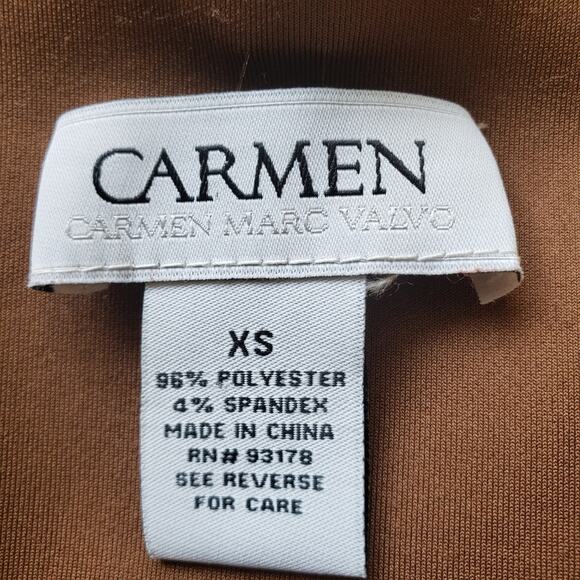 CARMEN
CARMEN MARC VALVO
XS
96% POLYESTER
4% SPANDEX
MADE IN CHINA
RN# 93178
SEE REVERSE
FOR CARE